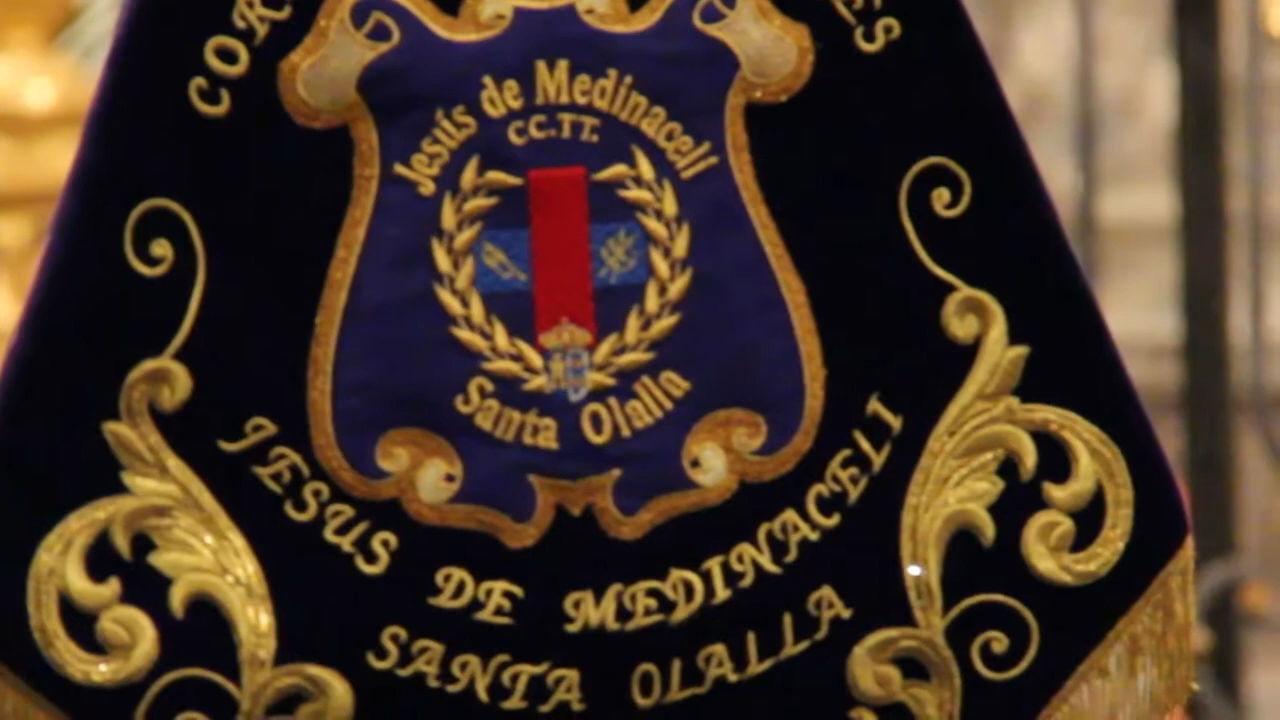 Jesús de Medinaceli
CC.TT.
Santa Olalla
JESUS DE MEDINACELI
SANTA OLALLA